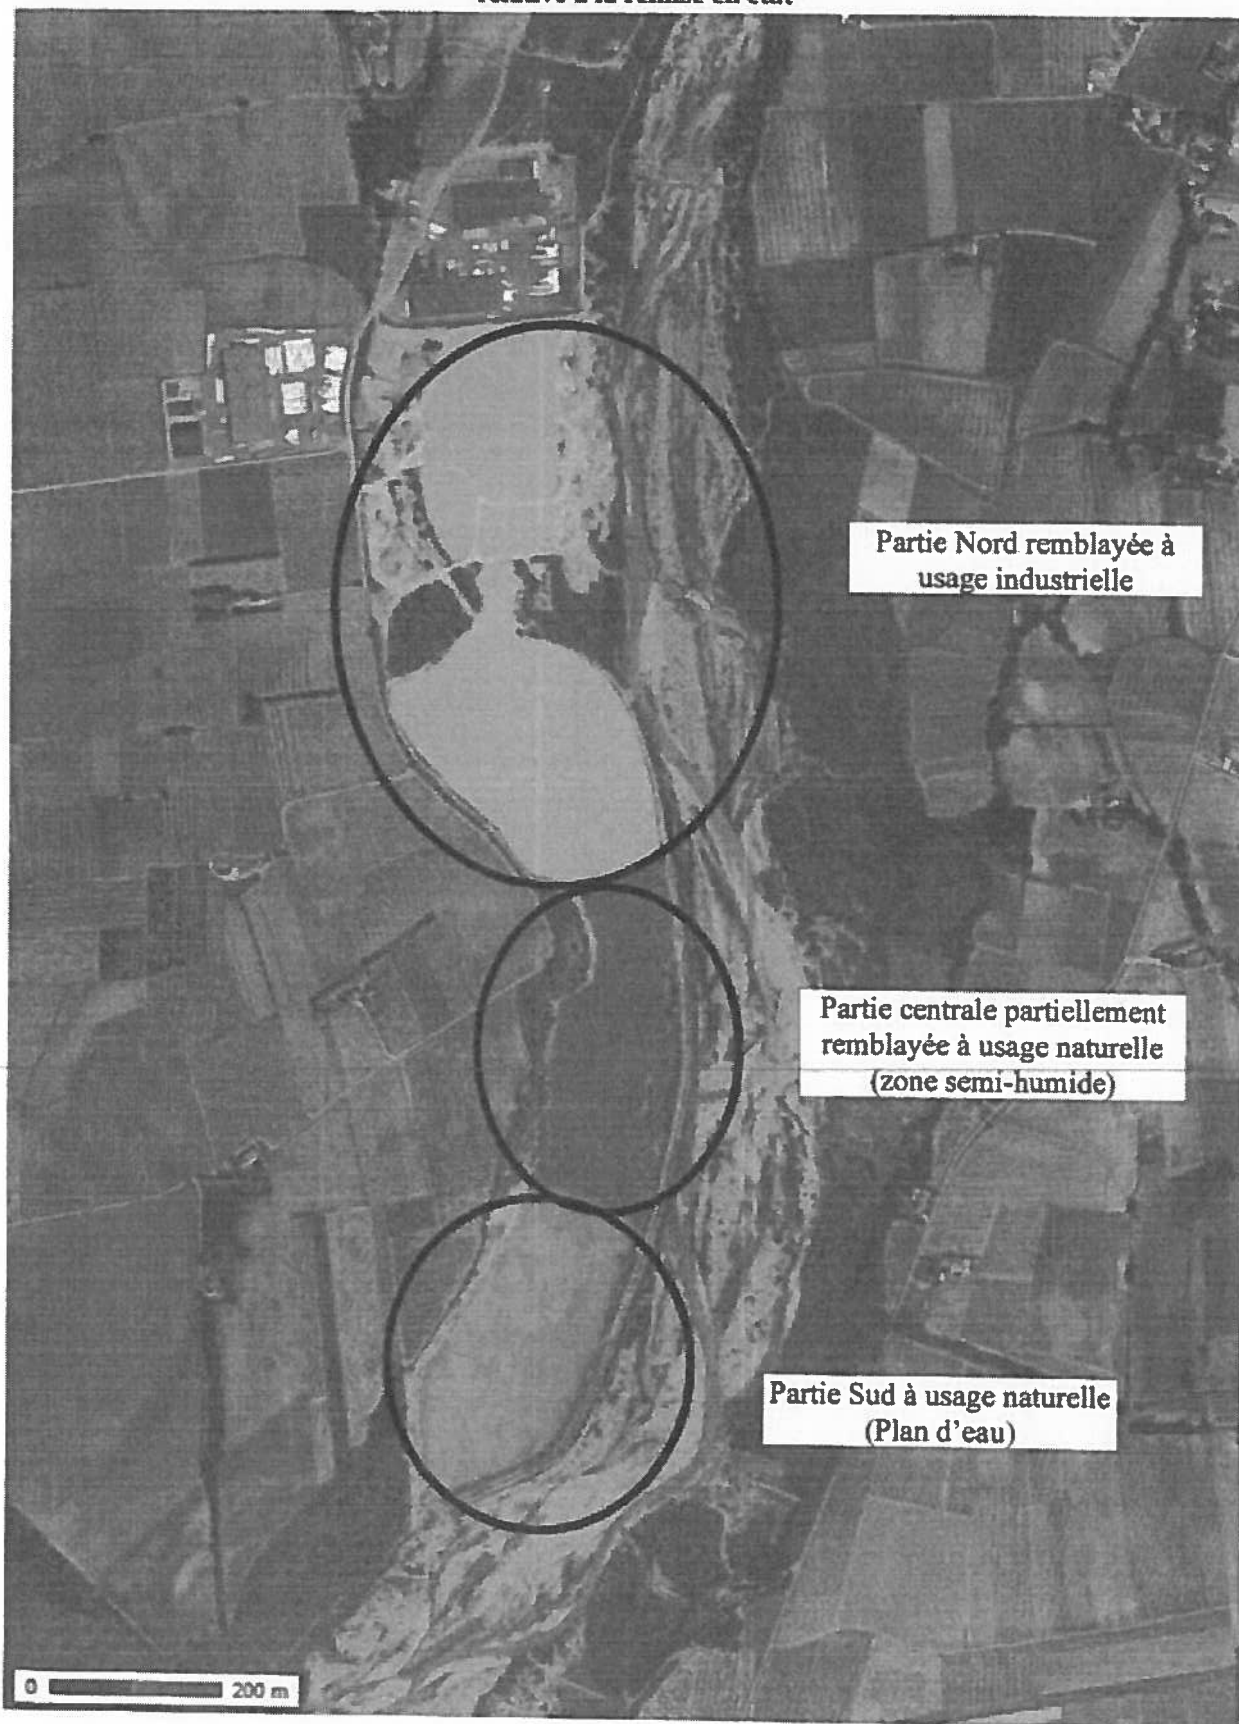 Partie Nord remblayée à
usage industrielle
Partie centrale partiellement
remblayée à usage naturelle
(zone semi-humide)
Partie Sud à usage naturelle
(Plan d'eau)
0 200 m